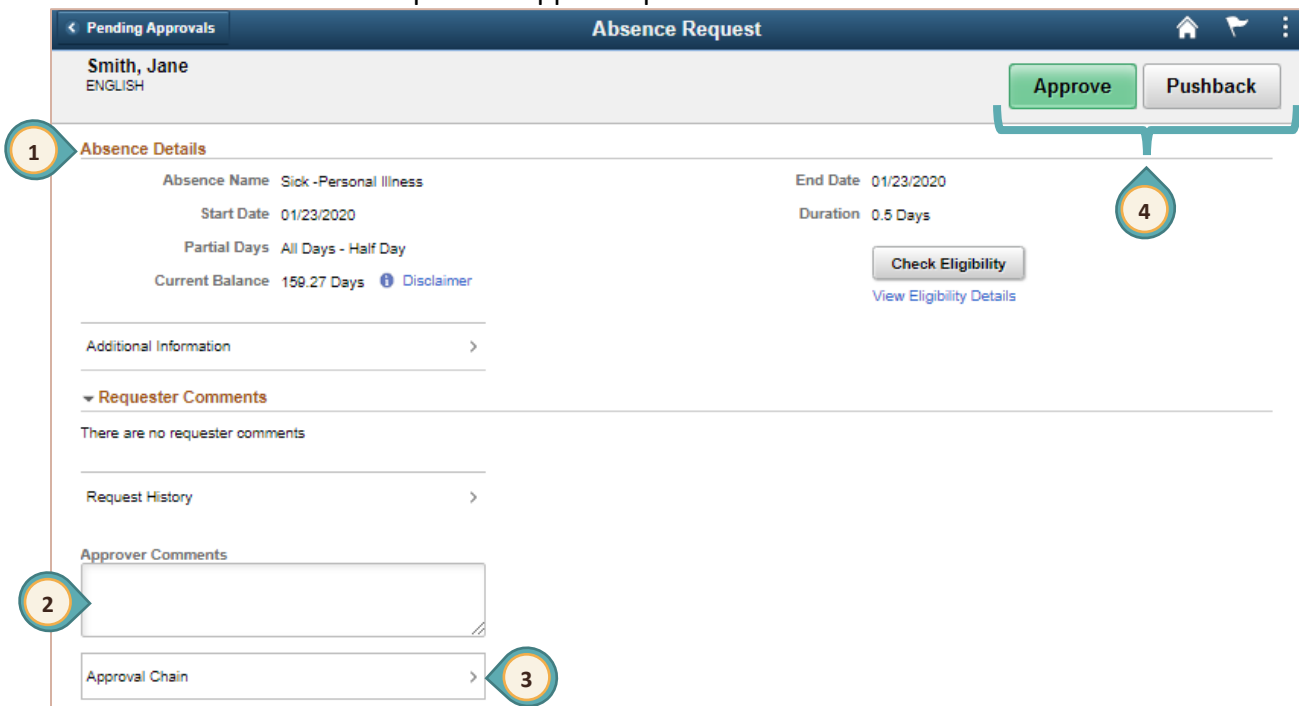 Pending Approvals
Absence Request
Smith, Jane
ENGLISH
Approve
Pushback
1
Absence Details
Absence Name Sick -Personal Illness
End Date 01/23/2020
Start Date 01/23/2020
Duration 0.5 Days
4
Partial Days All Days - Half Day
Check Eligibility
Current Balance 159.27 Days Disclaimer
View Eligibility Details
Additional Information
Requester Comments
There are no requester comments
Request History
Approver Comments
2
Approval Chain
3